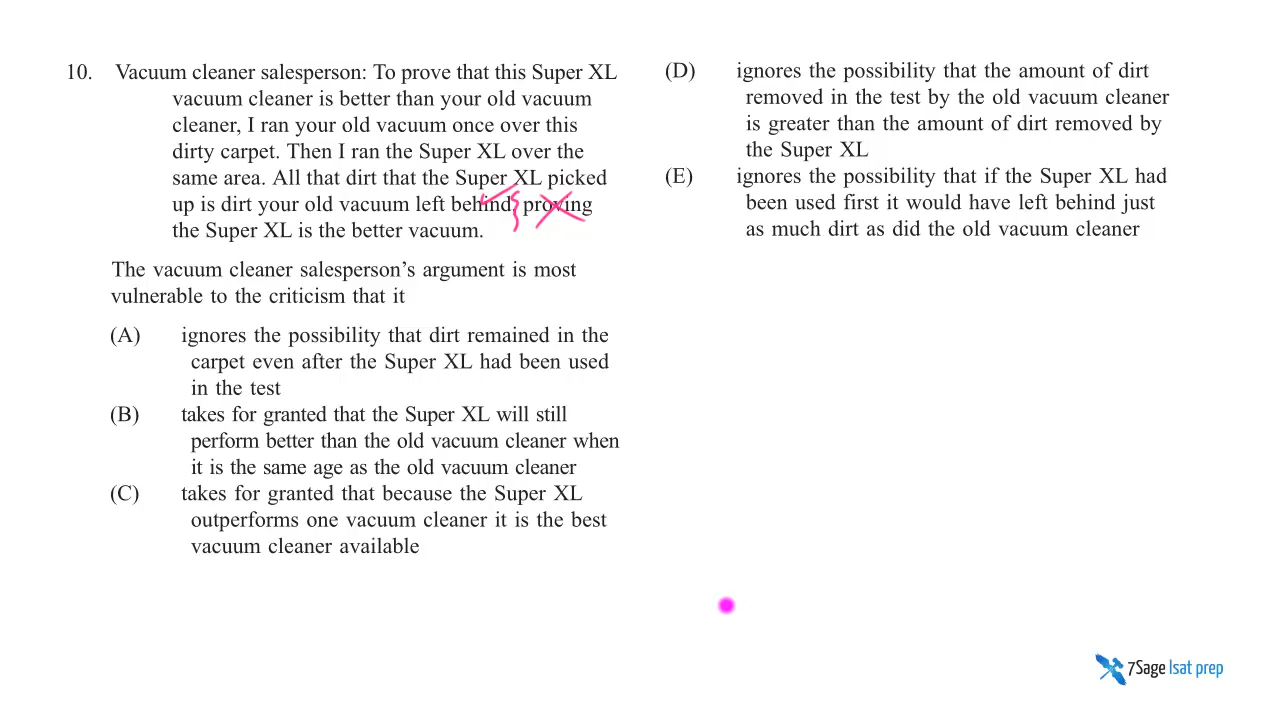 10. Vacuum cleaner salesperson: To prove that this Super XL
vacuum cleaner is better than your old vacuum
cleaner, I ran your old vacuum once over this
dirty carpet. Then I ran the Super XL over the
same area. All that dirt that the Super XL picked
up is dirt your old vacuum left behind, proving
the Super XL is the better vacuum.
The vacuum cleaner salesperson's argument is most
vulnerable to the criticism that it
(A) ignores the possibility that dirt remained in the
carpet even after the Super XL had been used
in the test
(B) takes for granted that the Super XL will still
perform better than the old vacuum cleaner when
it is the same age as the old vacuum cleaner
(C) takes for granted that because the Super XL
outperforms one vacuum cleaner it is the best
vacuum cleaner available
(D) ignores the possibility that the amount of dirt
removed in the test by the old vacuum cleaner
is greater than the amount of dirt removed by
the Super XL
(E) ignores the possibility that if the Super XL had
been used first it would have left behind just
as much dirt as did the old vacuum cleaner
7Sage lsat prep